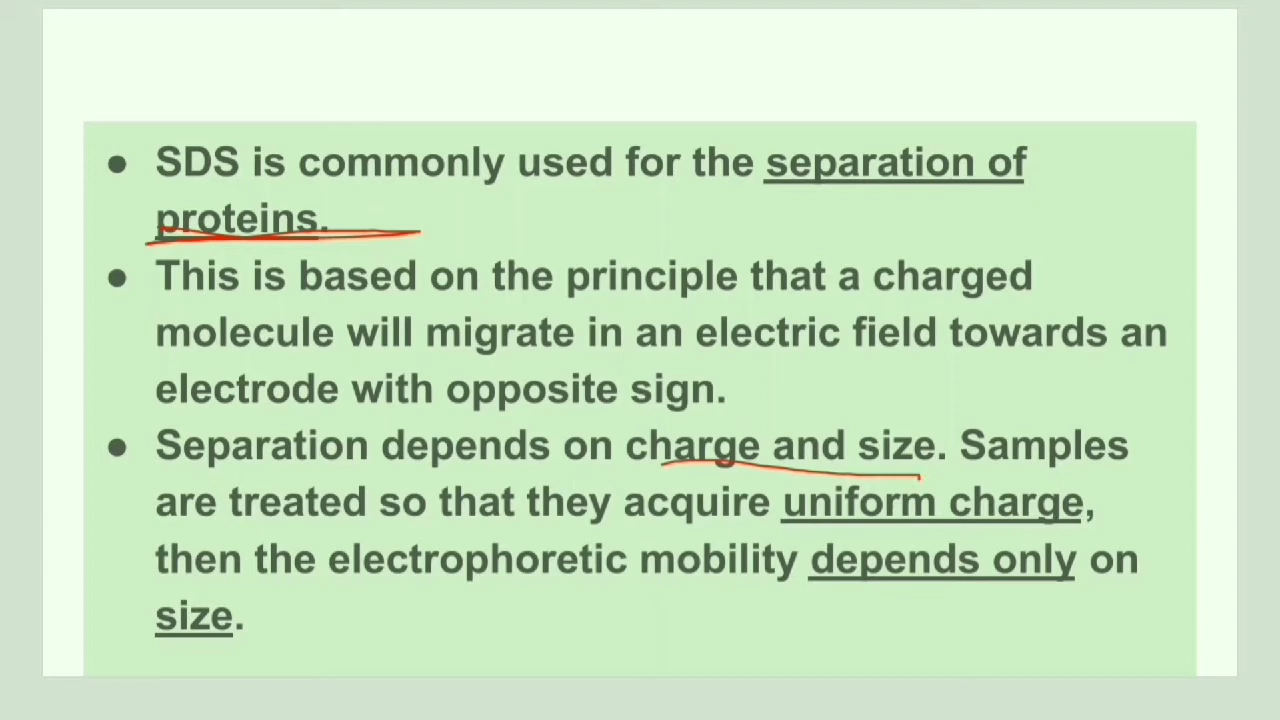 ● SDS is commonly used for the separation of
proteins.
● This is based on the principle that a charged
molecule will migrate in an electric field towards an
electrode with opposite sign.
● Separation depends on charge and size. Samples
are treated so that they acquire uniform charge,
then the electrophoretic mobility depends only on
size.